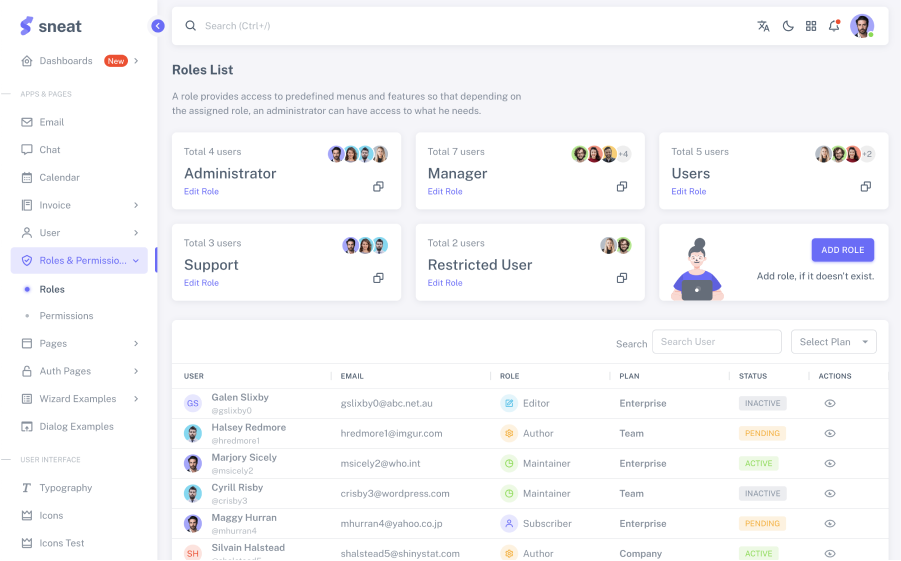 sneat
Search (Ctrl+/)
Dashboards New
APPS & PAGES
Email
Chat
Calendar
Invoice
User
Roles & Permissio...
Roles
Permissions
Pages
Auth Pages
Wizard Examples
Dialog Examples
USER INTERFACE
Typography
Icons
Icons Test
Roles List
A role provides access to predefined menus and features so that depending on
the assigned role, an administrator can have access to what he needs.
Total 4 users
Administrator
Edit Role
Total 7 users
+4
Manager
Edit Role
Total 5 users
+2
Users
Edit Role
Total 3 users
Support
Edit Role
Total 2 users
Restricted User
Edit Role
ADD ROLE
Add role, if it doesn't exist.
Search Search User Select Plan
USER EMAIL ROLE PLAN STATUS ACTIONS
GS Galen Slixby gslixby0@abc.net.au Editor Enterprise INACTIVE
@gslixby0
Halsey Redmore hredmore1@imgur.com Author Team PENDING
@hredmore1
Marjory Sicely msicely2@who.int Maintainer Enterprise ACTIVE
@msicely2
Cyrill Risby crisby3@wordpress.com Maintainer Team INACTIVE
@crisby3
Maggy Hurran mhurran4@yahoo.co.jp Subscriber Enterprise PENDING
@mhurran4
SH Silvain Halstead shalstead5@shinystat.com Author Company ACTIVE